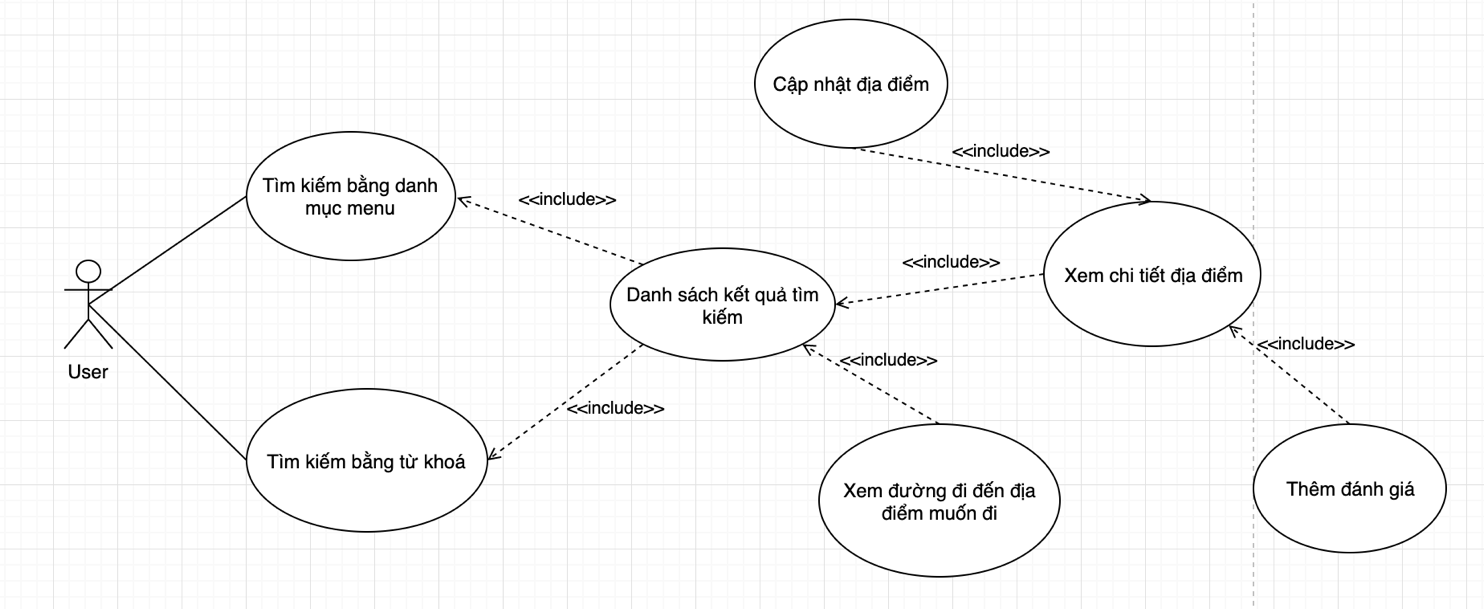 Cập nhật địa điểm
<<include>>
Tìm kiếm bằng danh
mục menu
<<include>>
<<include>>
Xem chi tiết địa điểm
Danh sách kết quả tìm
kiếm
<<include>>
<<include>>
User
<<include>>
Tìm kiếm bằng từ khoá
Xem đường đi đến địa
điểm muốn đi
Thêm đánh giá